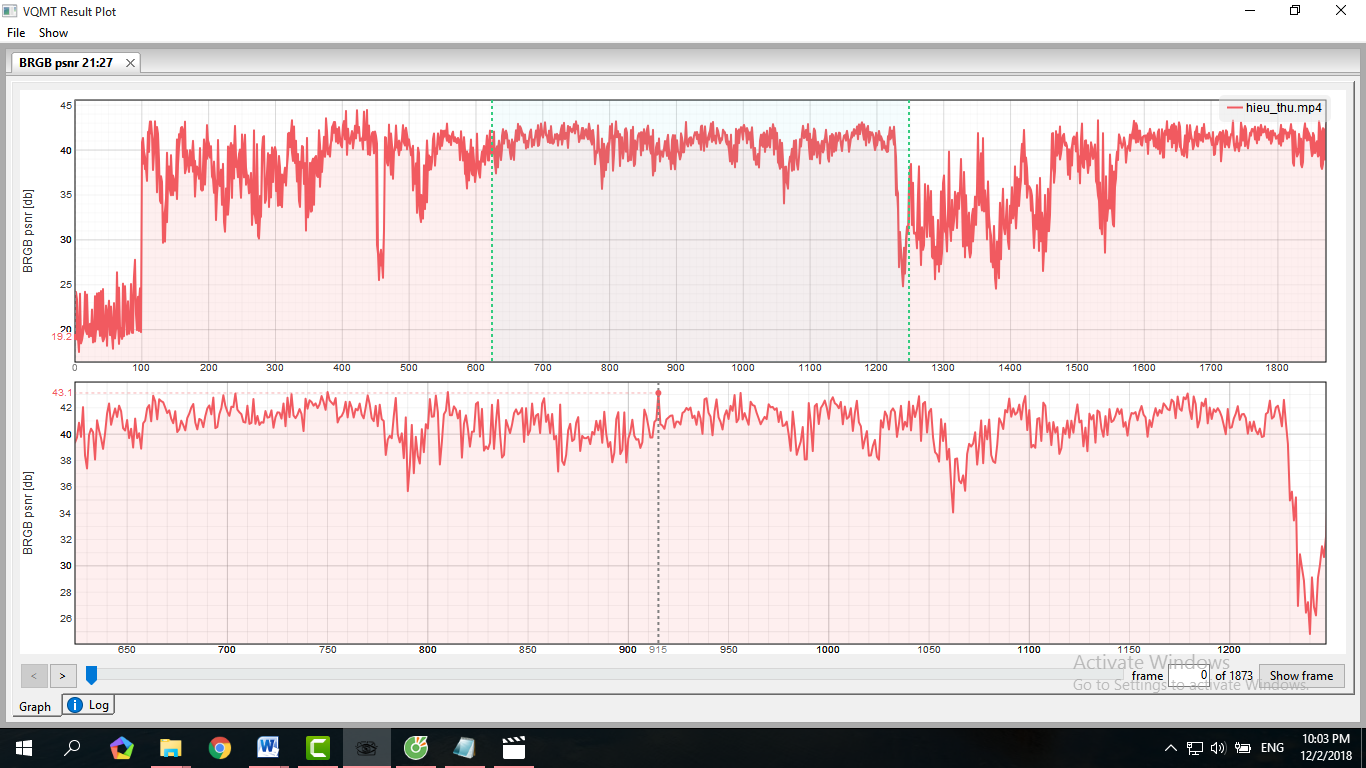 VQMT Result Plot
File Show
BRGB psnr 21:27
hieu_thu.mp4
BRGB psnr [db]
45
40
35
30
25
20
19.2
0 100 200 300 400 500 600 700 800 900 1000 1100 1200 1300 1400 1500 1600 1700 1800
BRGB psnr [db]
43.1
42
40
38
36
34
32
30
28
26
650 700 750 800 850 900 915 950 1000 1050 1100 1150 1200
Activate Windows
Go to Settings to activate Windows.
< > frame 0 of 1873 Show frame
Graph Log
ENG
10:03 PM
12/2/2018